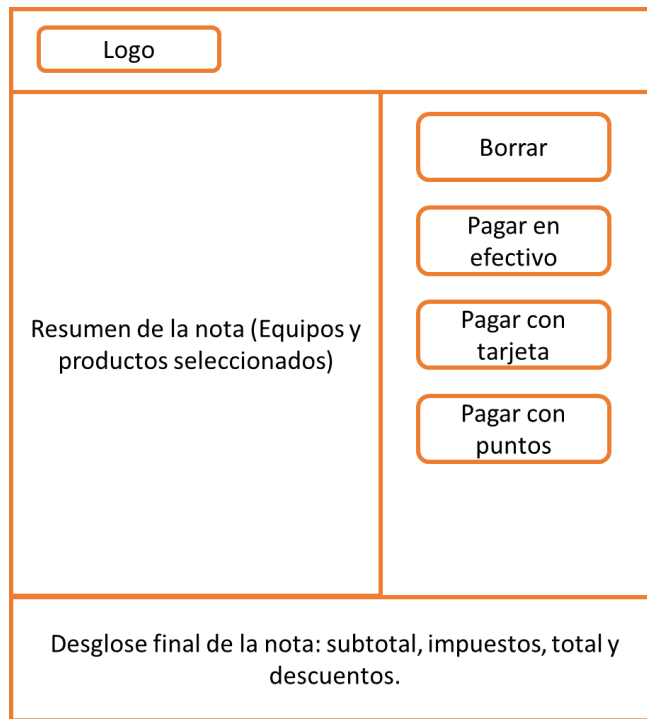 Logo
Resumen de la nota (Equipos y
productos seleccionados)
Borrar
Pagar en
efectivo
Pagar con
tarjeta
Pagar con
puntos
Desglose final de la nota: subtotal, impuestos, total y
descuentos.